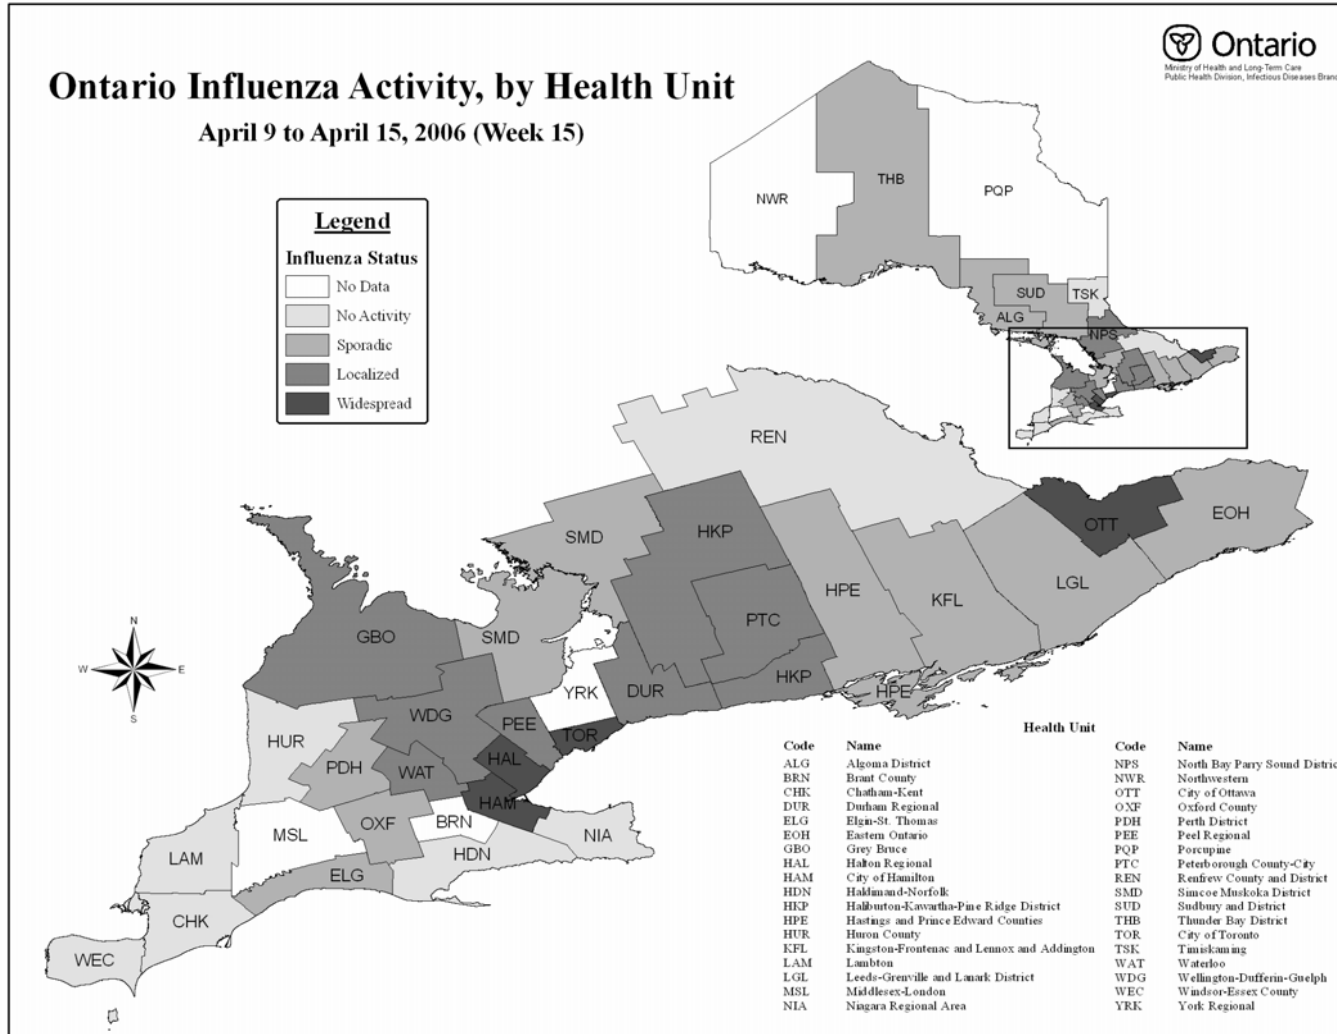 Ontario
Ministry of Health and Long-Term Care
Public Health Division, Infectious Diseases Branc
Ontario Influenza Activity, by Health Unit
April 9 to April 15, 2006 (Week 15)
Legend
Influenza Status
No Data
No Activity
Sporadic
Localized
Widespread
NWR
THB
PQP
SUD
TSK
ALG
NPS
REN
SMD
HKP
OTT
EOH
HPE
KFL
LGL
GBO
SMD
PTC
YRK
DUR
HKP
HPE
WDG
PEE
TOR
HUR
PDH
WAT
HAL
HAM
MSL
OXF
BRN
NIA
LAM
HDN
ELG
CHK
WEC
N
W E
S
Health Unit
Code Name
ALG Algoma District
BRN Brant County
CHK Chatham-Kent
DUR Durham Regional
ELG Elgin-St. Thomas
EOH Eastern Ontario
GBO Grey Bruce
HAL Halton Regional
HAM City of Hamilton
HDN Haldimand-Norfolk
HKP Haliburton-Kawartha-Pine Ridge District
HPE Hastings and Prince Edward Counties
HUR Huron County
KFL Kingston-Frontenac and Lennox and Addington
LAM Lambton
LGL Leeds-Grenville and Lanark District
MSL Middlesex-London
NIA Niagara Regional Area
Code Name
NPS North Bay Parry Sound Distric
NWR Northwestern
OTT City of Ottawa
OXF Oxford County
PDH Perth District
PEE Peel Regional
PQP Porcupine
PTC Peterborough County-City
REN Renfrew County and District
SMD Simcoe Muskoka District
SUD Sudbury and District
THB Thunder Bay District
TOR City of Toronto
TSK Timiskaming
WAT Waterloo
WDG Wellington-Dufferin-Guelph
WEC Windsor-Essex County
YRK York Regional